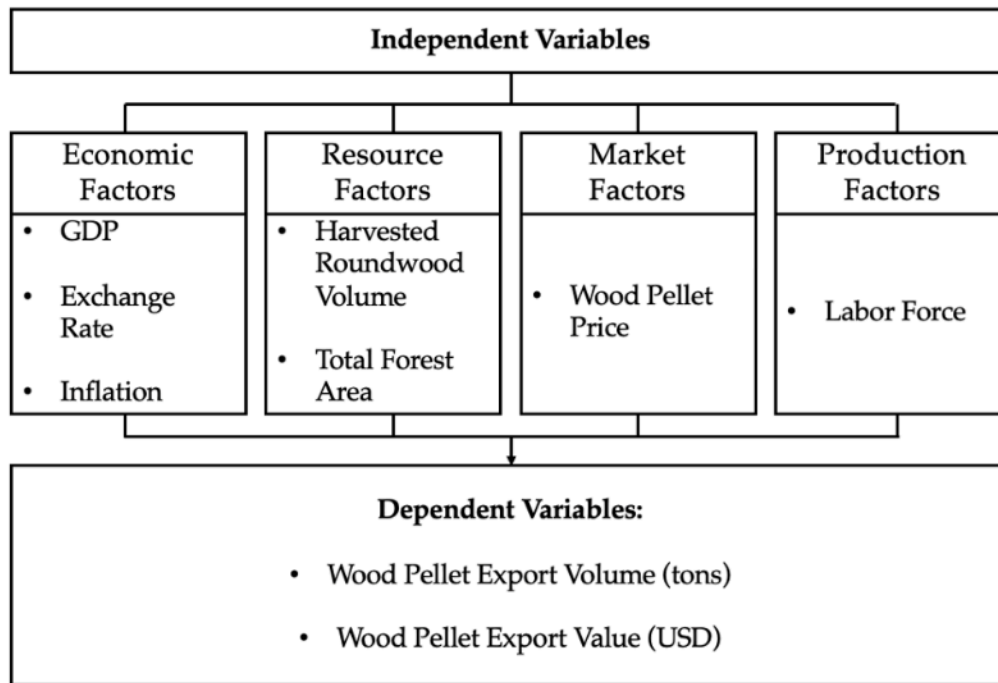 Independent Variables
Economic
Factors
• GDP
• Exchange
Rate
• Inflation
Resource
Factors
• Harvested
Roundwood
Volume
• Total Forest
Area
Market
Factors
• Wood Pellet
Price
Production
Factors
• Labor Force
Dependent Variables:
• Wood Pellet Export Volume (tons)
• Wood Pellet Export Value (USD)